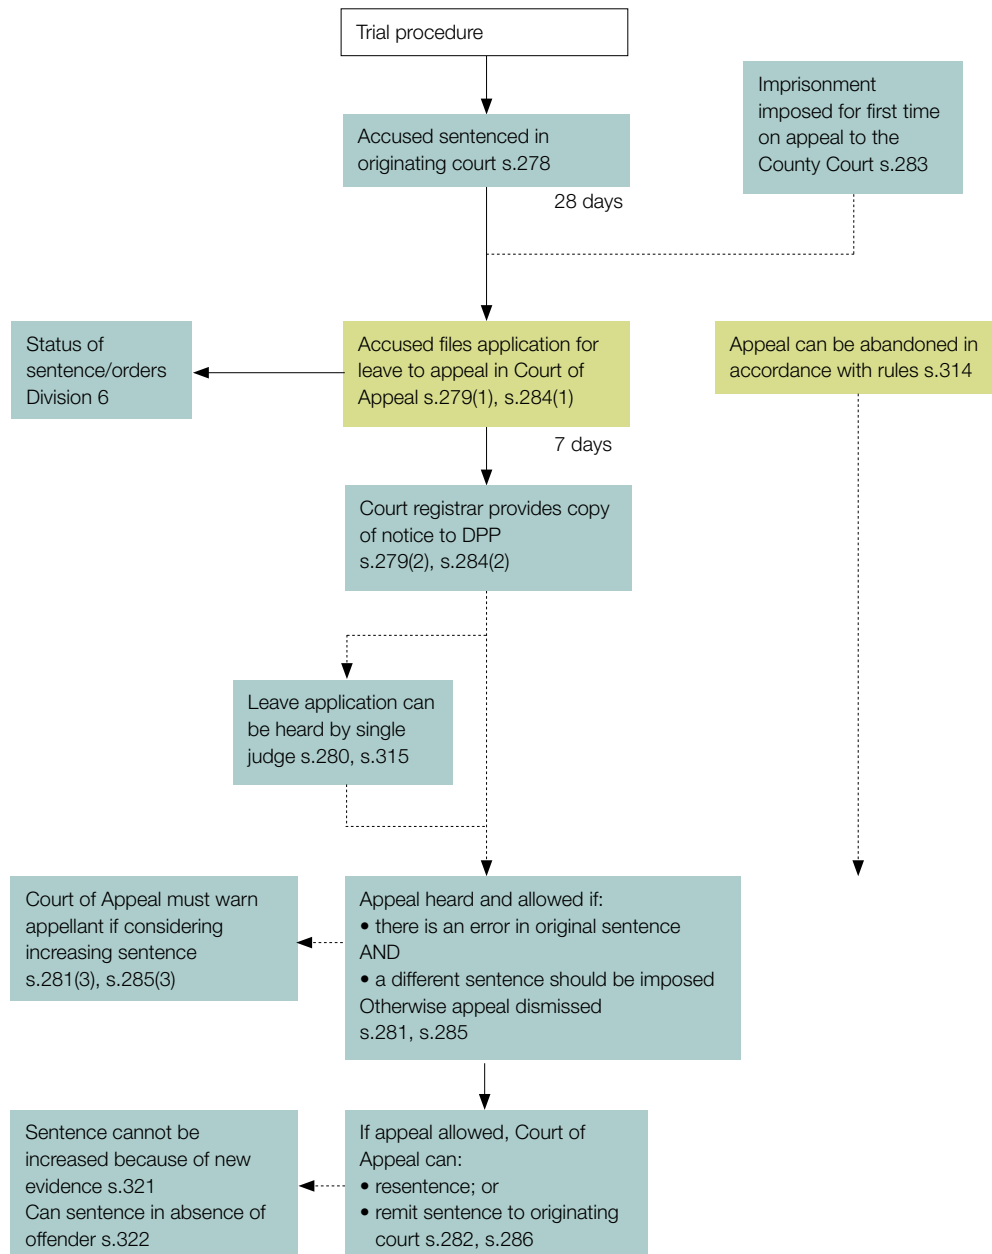 Trial procedure
Accused sentenced in
originating court s.278
Imprisonment
imposed for first time
on appeal to the
County Court s.283
28 days
Status of
sentence/orders
Division 6
Accused files application for
leave to appeal in Court of
Appeal s.279(1), s.284(1)
Appeal can be abandoned in
accordance with rules s.314
7 days
Court registrar provides copy
of notice to DPP
s.279(2), s.284(2)
Leave application can
be heard by single
judge s.280, s.315
Court of Appeal must warn
appellant if considering
increasing sentence
s.281(3), s.285(3)
Appeal heard and allowed if:
• there is an error in original sentence
AND
• a different sentence should be imposed
Otherwise appeal dismissed
s.281, s.285
Sentence cannot be
increased because of new
evidence s.321
Can sentence in absence of
offender s.322
If appeal allowed, Court of
Appeal can:
• resentence; or
• remit sentence to originating
court s.282, s.286